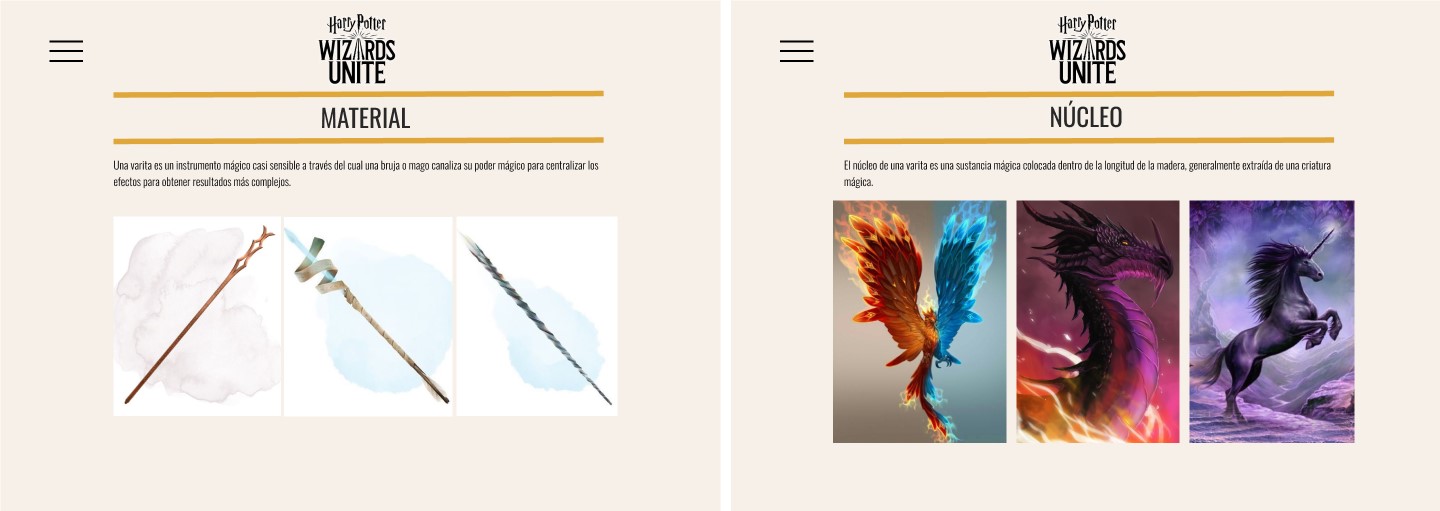 Harry Potter
WIZARDS
UNITE
MATERIAL
Una varita es un instrumento mágico casi sensible a través del cual una bruja o mago canaliza su poder mágico para centralizar los
efectos para obtener resultados más complejos.
Harry Potter
WIZARDS
UNITE
NÚCLEO
El núcleo de una varita es una sustancia mágica colocada dentro de la longitud de la madera, generalmente extraída de una criatura
mágica.